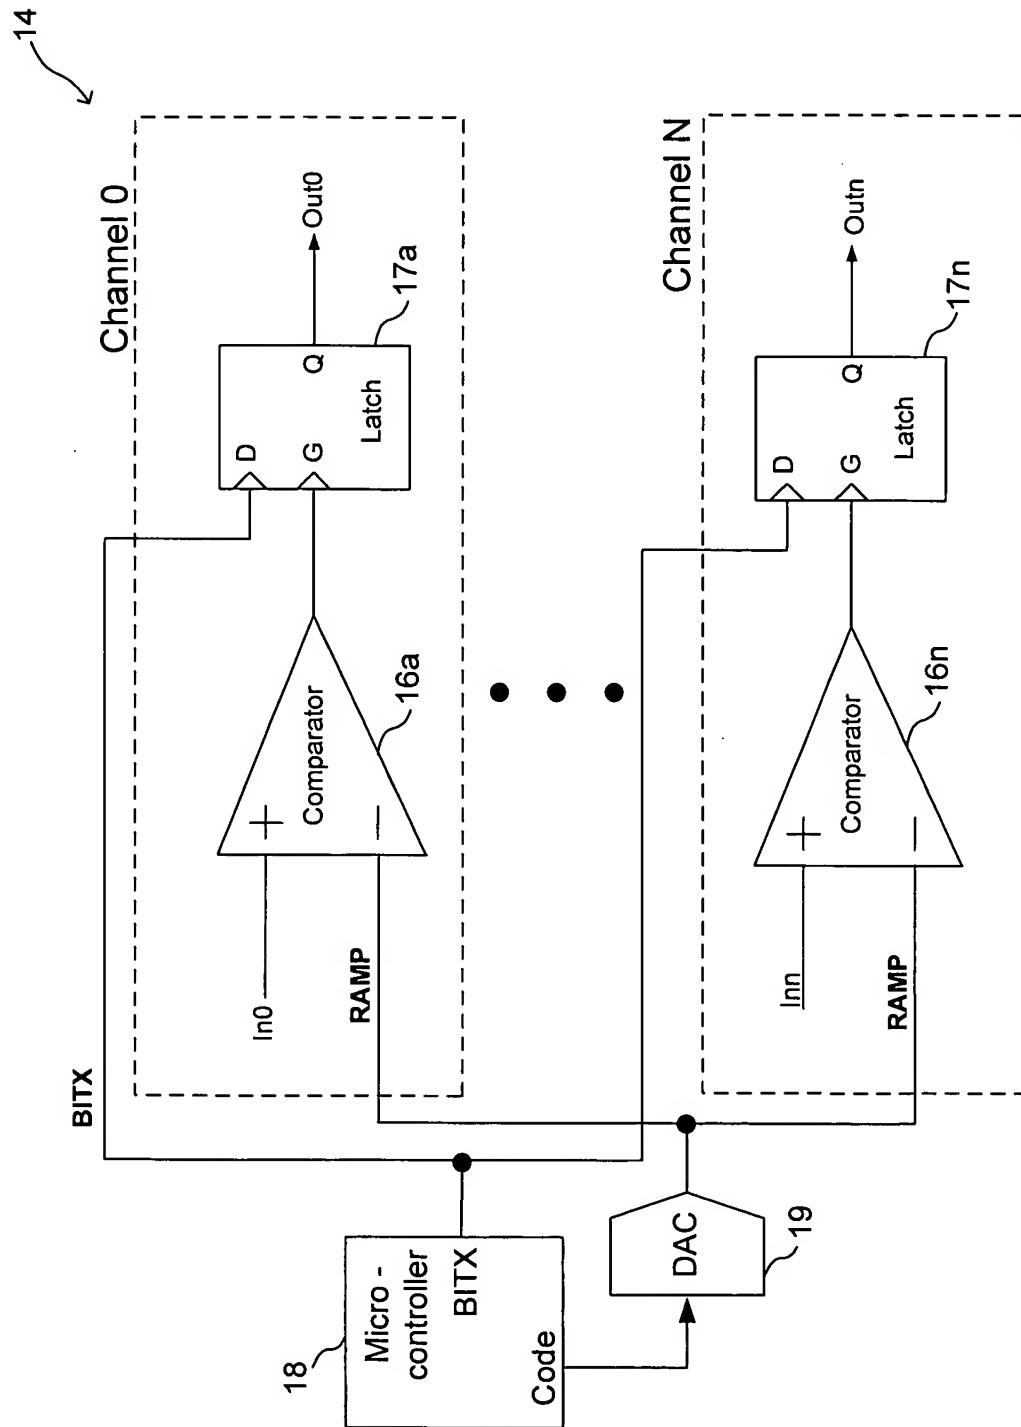 14
Channel 0
BITX
In0
RAMP
+
−
Comparator
16a
D
G
Q
Latch
17a
Out0
18
Micro -
controller
BITX
Code
DAC
19
Channel N
Inn
RAMP
+
−
Comparator
16n
D
G
Q
Latch
17n
Outn